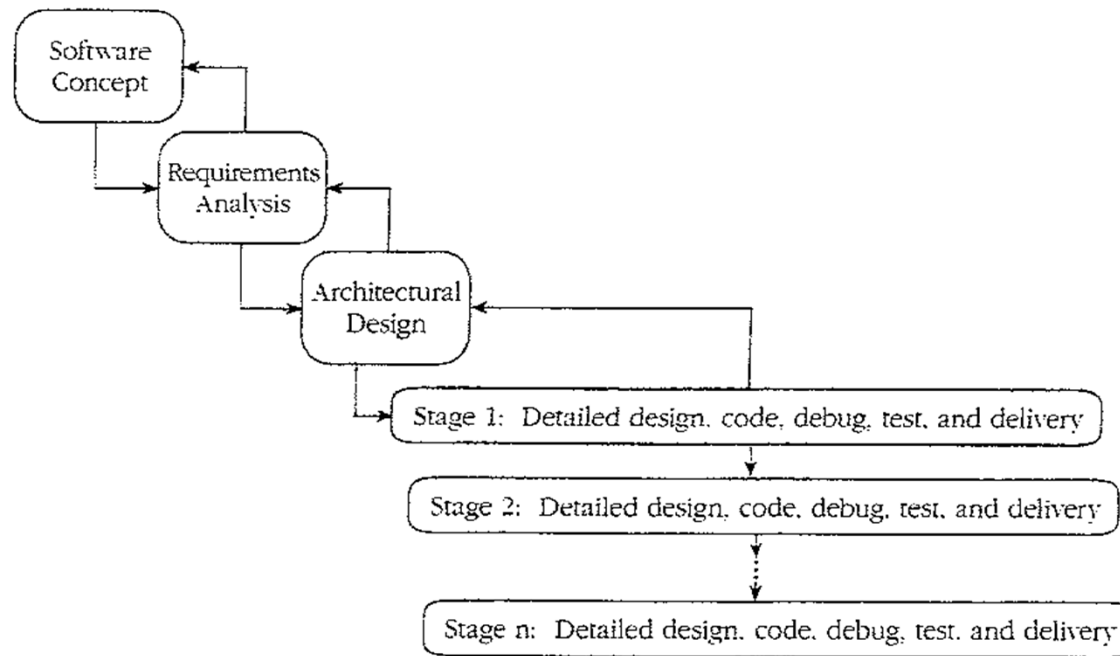 Software
Concept
Requirements
Analysis
Architectural
Design
Stage 1: Detailed design, code, debug, test, and delivery
Stage 2: Detailed design, code, debug, test, and delivery
Stage n: Detailed design, code, debug, test, and delivery